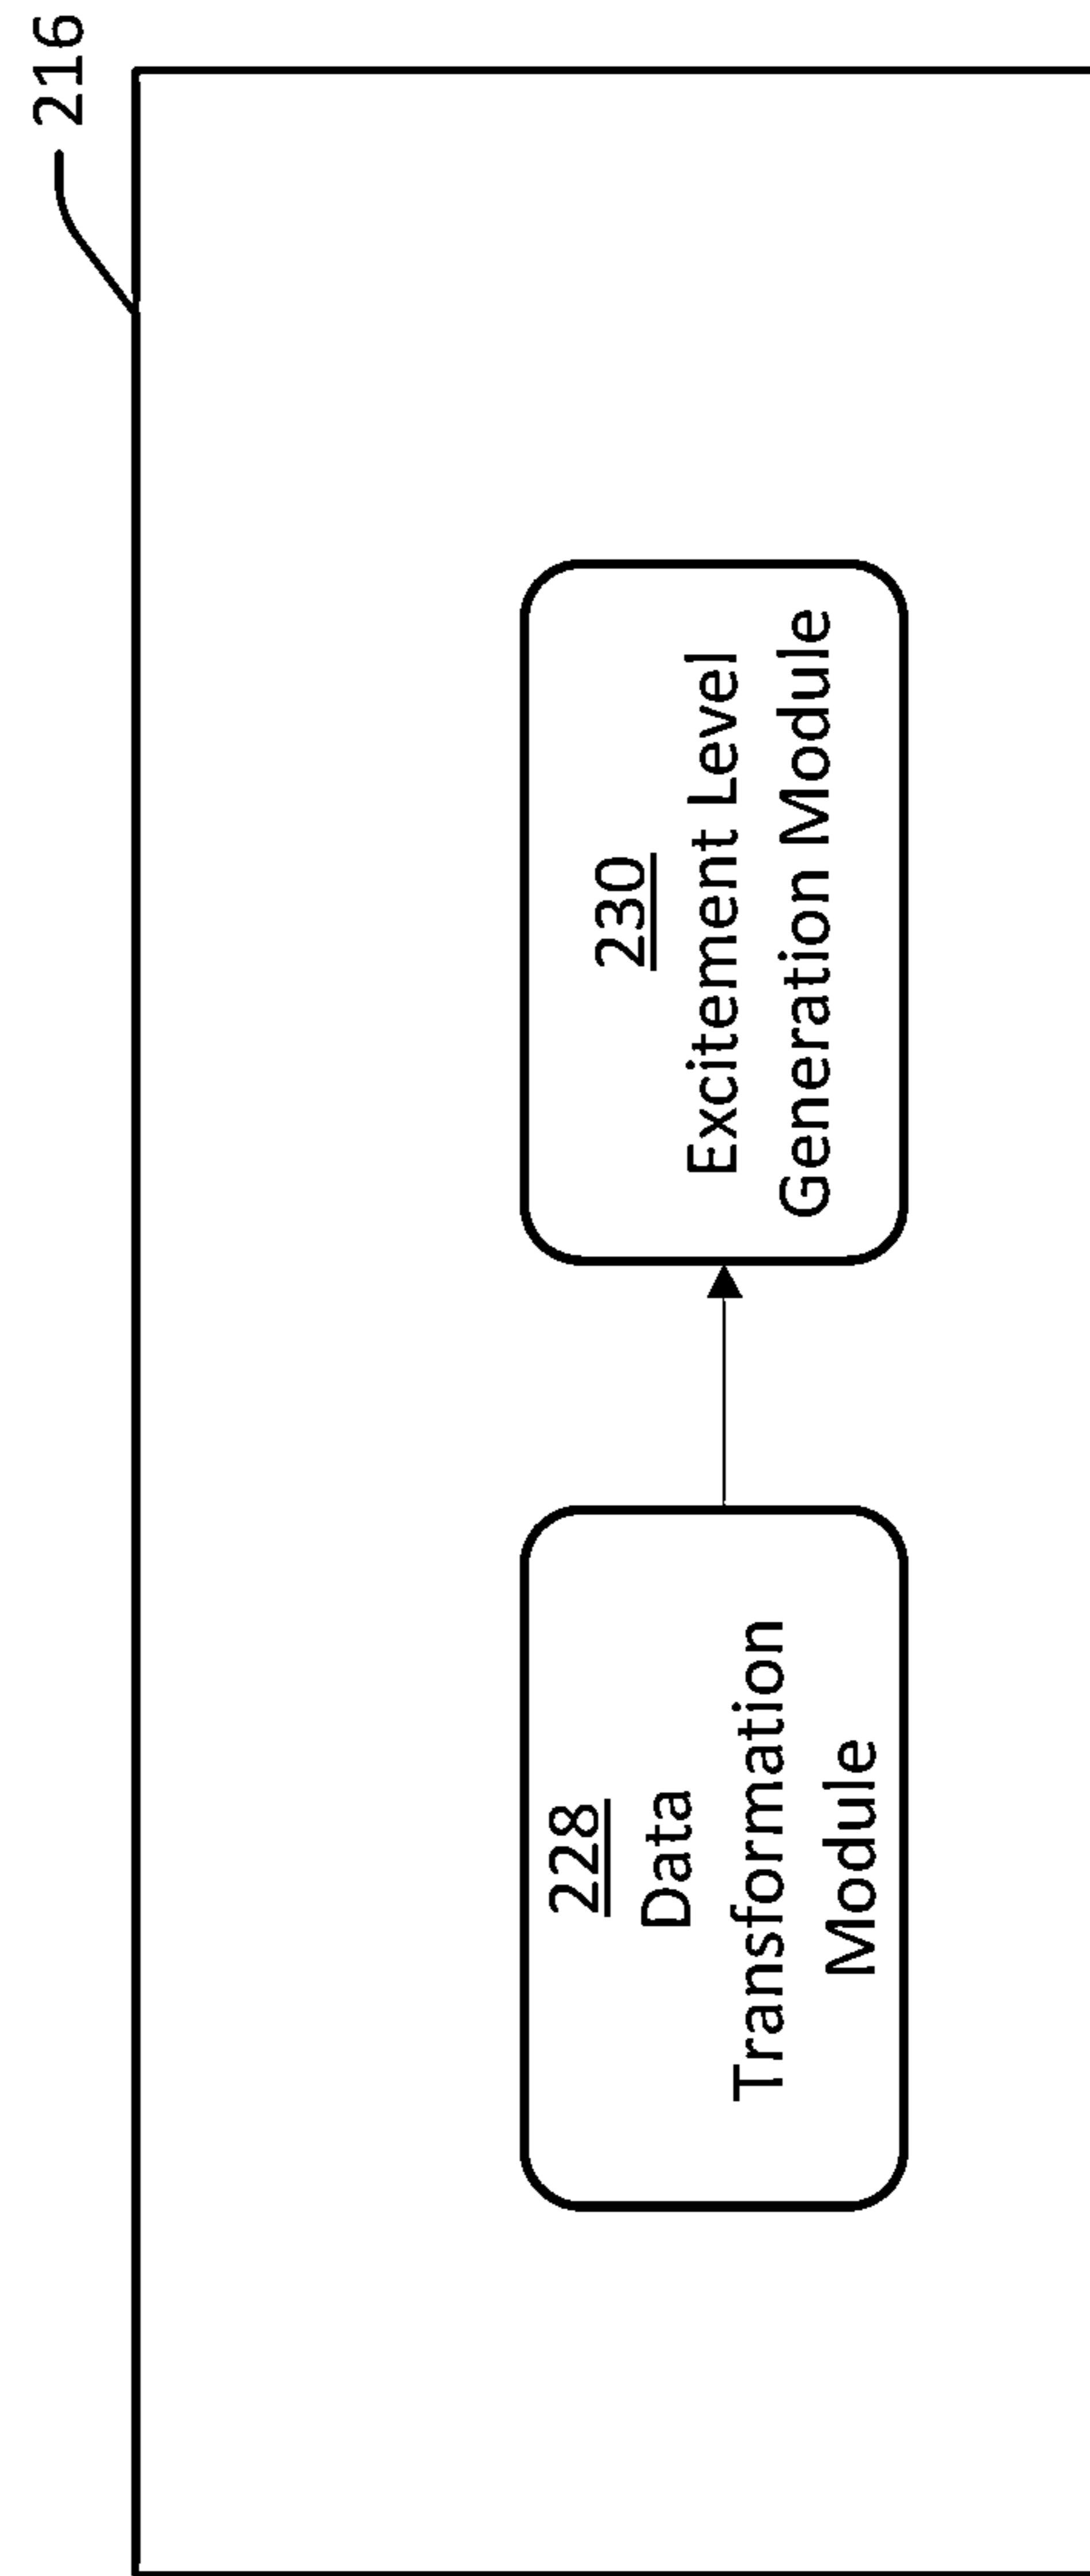 216
228
Data
Transformation
Module
230
Excitement Level
Generation Module